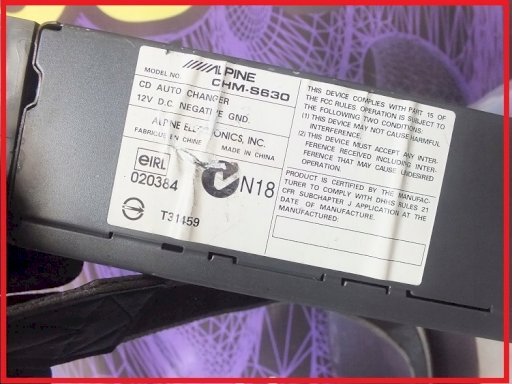 ALPINE
MODEL NO. CHM-S630
CD AUTO CHANGER
12V D.C. NEGATIVE GND.
ALPINE ELECTRONICS, INC.
FABRIQUE EN CHINE MADE IN CHINA
eIRL
020384
N18
T31459
THIS DEVICE COMPLIES WITH PART 15 OF
THE FCC RULES OPERATION IS SUBJECT TO
THE FOLLOWING TWO CONDITIONS:
(1) THIS DEVICE MAY NOT CAUSE HARMFUL
INTERFERENCE.
(2) THIS DEVICE MUST ACCEPT ANY INTER-
FERENCE RECEIVED INCLUDING INTER-
FERENCE THAT MAY CAUSE UNDESIRED
OPERATION.
PRODUCT IS CERTIFIED BY THE MANUFAC-
TURER TO COMPLY WITH DHHS RULES 21
CFR SUBCHAPTER J APPLICATION AT THE
DATE OF MANUFACTURE.
MANUFACTURED: